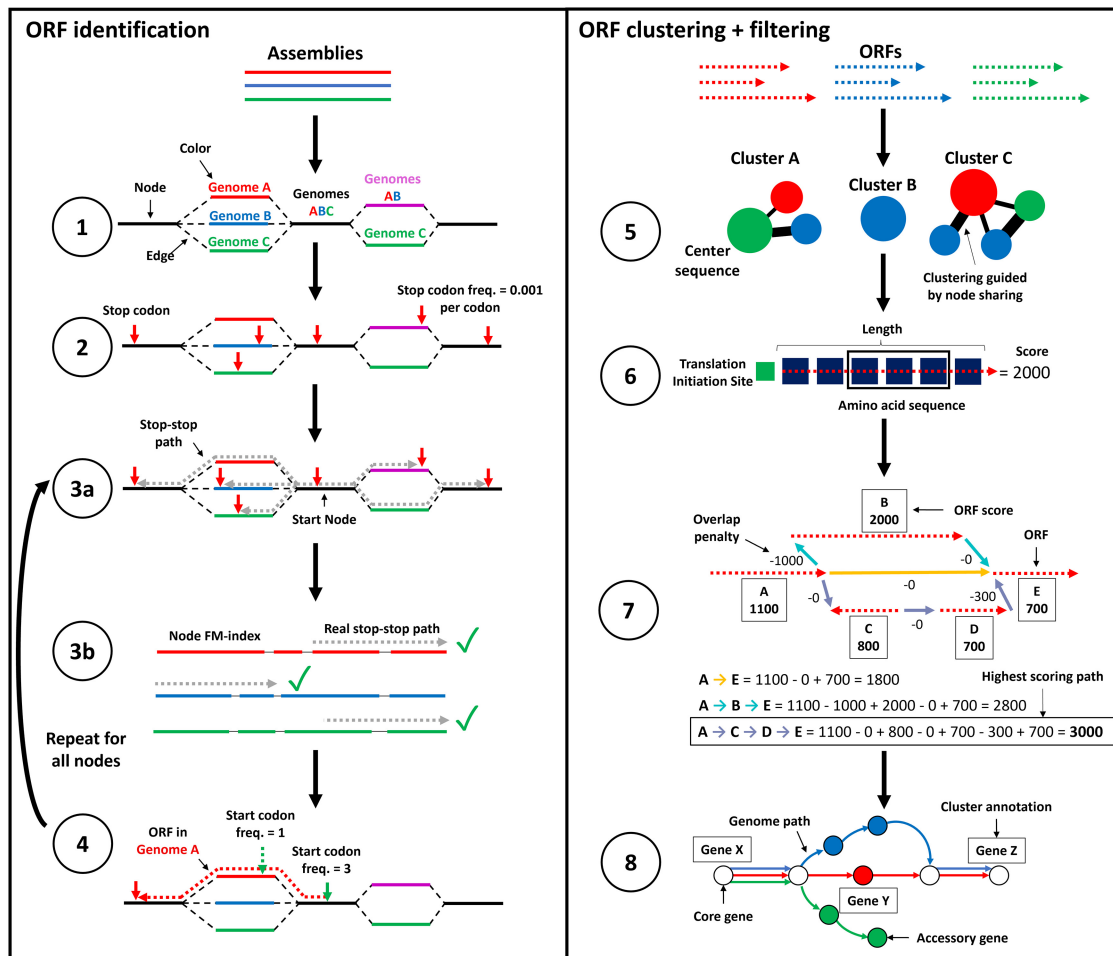 ORF identification
Assemblies
Color
Node
Genome A
Genomes
ABC
Genomes
AB
1
Genome B
Genome C
Genome C
Edge
Stop codon freq. = 0.001
per codon
Stop codon
2
Stop-stop
path
3a
Start Node
3b
Node FM-index
Real stop-stop path
Repeat for
all nodes
4
Start codon
freq. = 1
ORF in
Genome A
Start codon
freq. = 3
ORF clustering + filtering
ORFs
Cluster A
Cluster B
Cluster C
5
Center
sequence
Clustering guided
by node sharing
Length
6
Translation
Initiation Site
Score
= 2000
Amino acid sequence
B
2000
ORF score
Overlap
penalty
ORF
-1000
-0
-0
7
A
1100
-0
-300
E
700
-0
C
800
D
700
A → E = 1100 - 0 + 700 = 1800
Highest scoring path
A → B → E = 1100 - 1000 + 2000 - 0 + 700 = 2800
A → C → D → E = 1100 - 0 + 800 - 0 + 700 - 300 + 700 = 3000
Genome path
Cluster annotation
8
Gene X
Gene Z
Gene Y
Core gene
Accessory gene